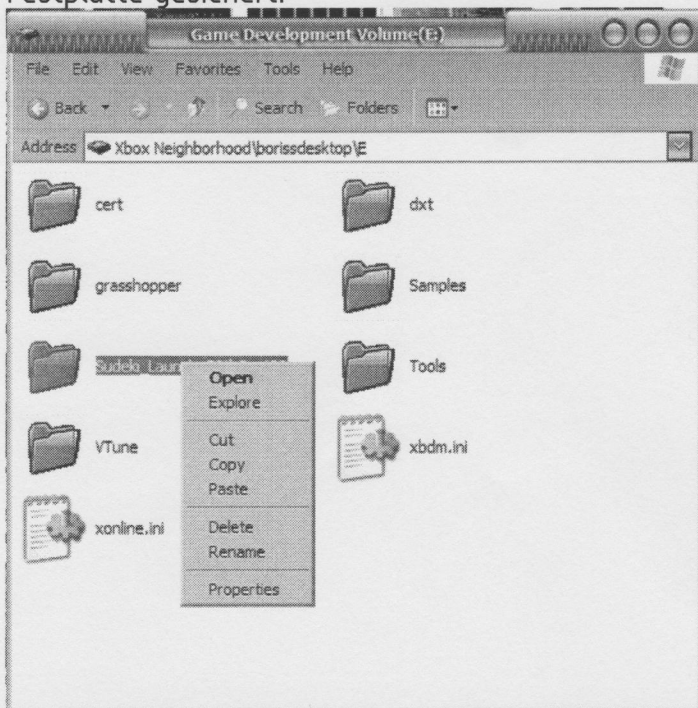 Festplatte gesichert.
Game Development Volume(E)
File Edit View Favorites Tools Help
Back Search Folders
Address Xbox Neighborhood\borissdesktop\E
cert dxt
grasshopper Samples
Sudeki Tools
Open
Explore
VTune Cut xbdm.ini
Copy
Paste
xonline.ini Delete
Rename
Properties